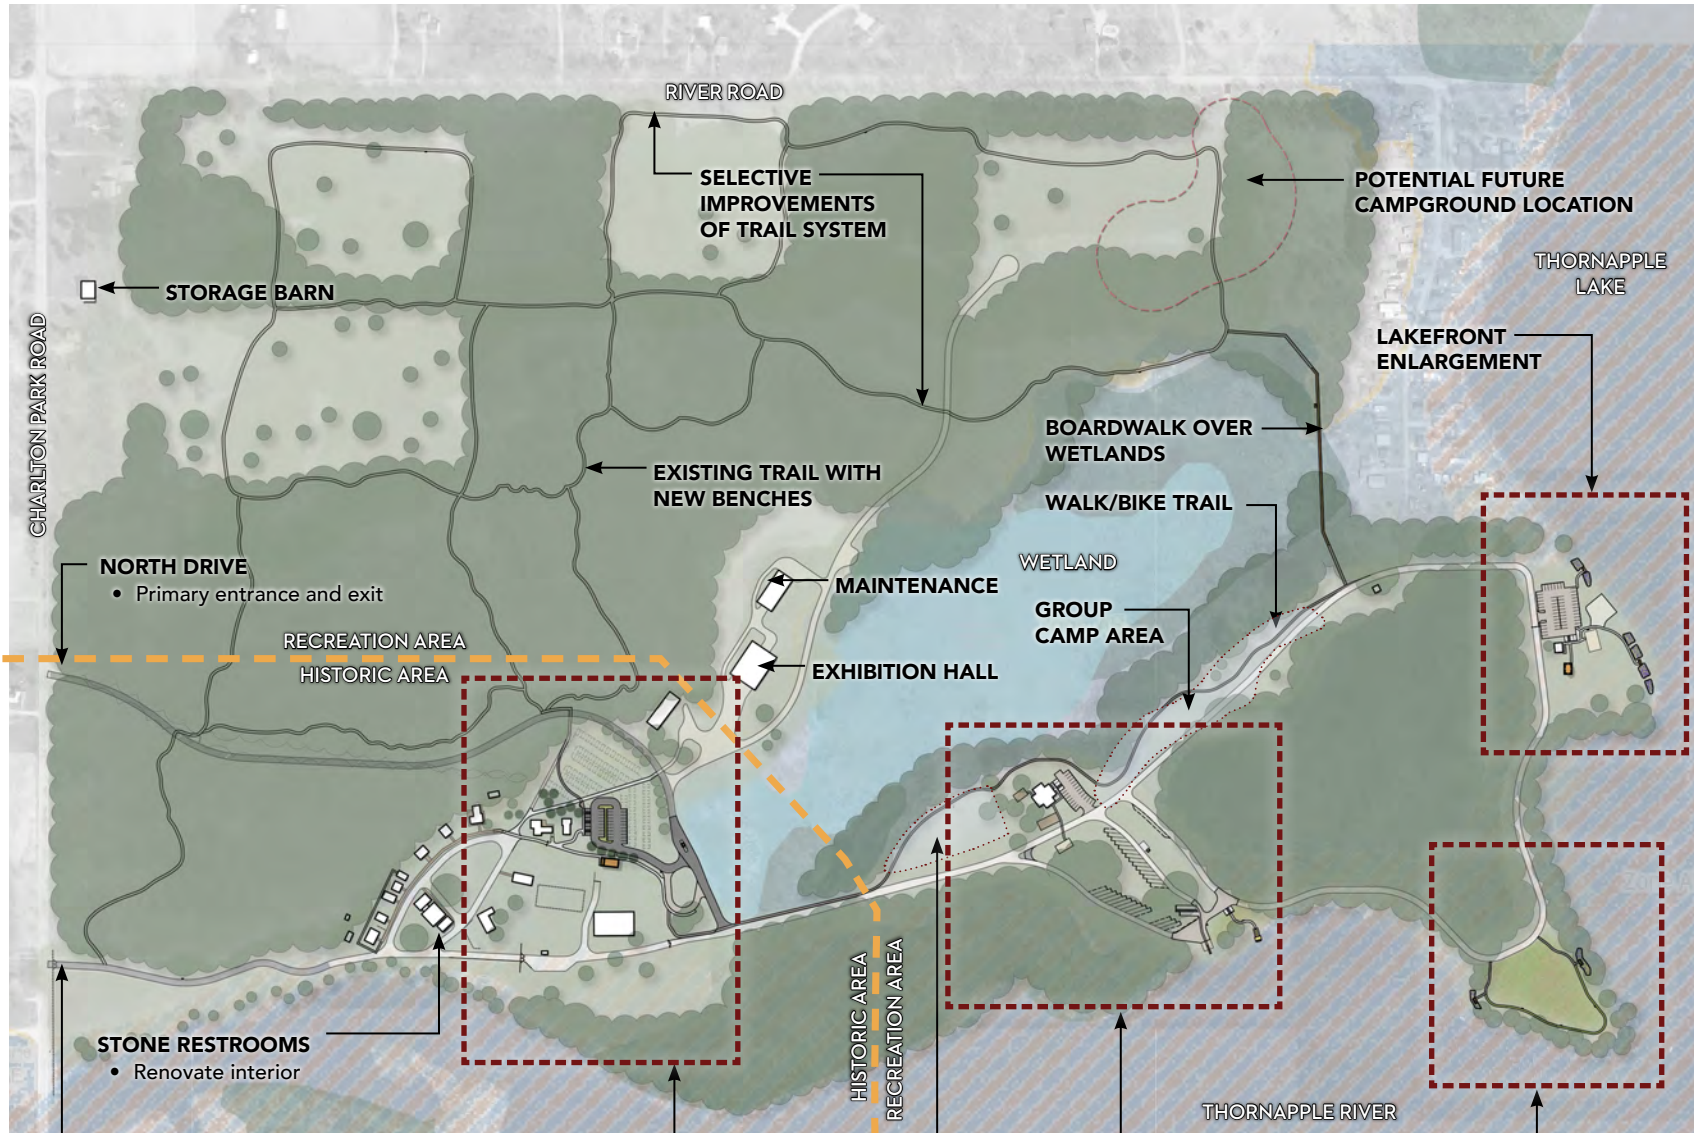 RIVER ROAD
SELECTIVE
IMPROVEMENTS
OF TRAIL SYSTEM
POTENTIAL FUTURE
CAMPGROUND LOCATION
THORNAPPLE
LAKE
STORAGE BARN
CHARLTON PARK ROAD
LAKEFRONT
ENLARGEMENT
BOARDWALK OVER
WETLANDS
EXISTING TRAIL WITH
NEW BENCHES
WALK/BIKE TRAIL
WETLAND
NORTH DRIVE
• Primary entrance and exit
MAINTENANCE
GROUP
CAMP AREA
RECREATION AREA
HISTORIC AREA
EXHIBITION HALL
HISTORIC AREA
RECREATION AREA
STONE RESTROOMS
• Renovate interior
THORNAPPLE RIVER